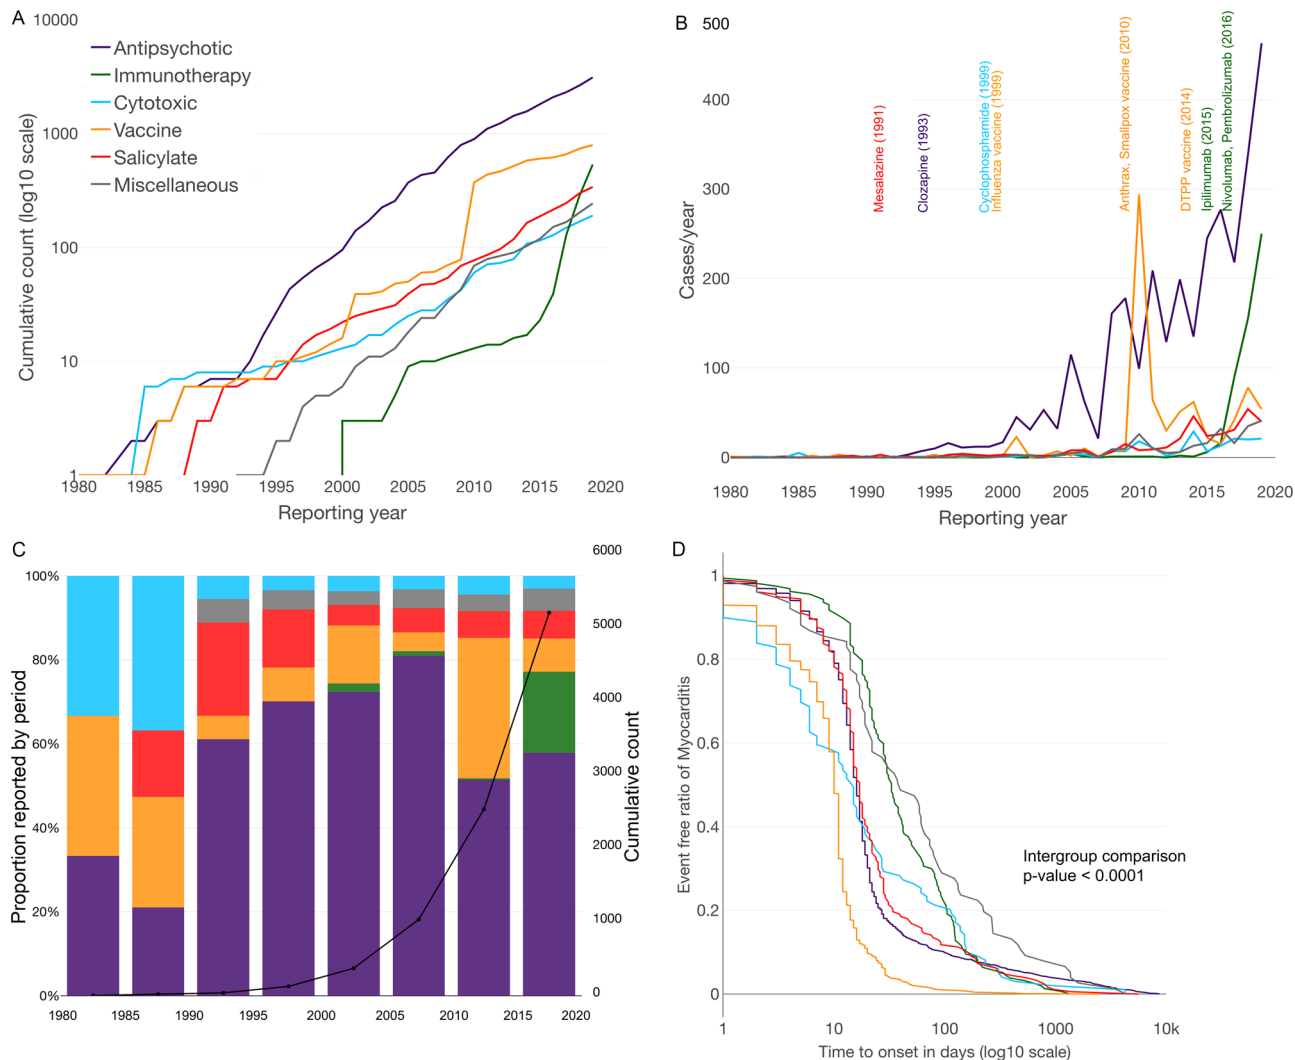 A
10000
1000
100
10
1
Cumulative count (log10 scale)
Antipsychotic
Immunotherapy
Cytotoxic
Vaccine
Salicylate
Miscellaneous
1980 1985 1990 1995 2000 2005 2010 2015 2020
Reporting year
B
500
400
300
200
100
0
Cases/year
Mesalazine (1991)
Clozapine (1993)
Cyclophosphamide (1999)
Influenza vaccine (1999)
Anthrax, Smallpox vaccine (2010)
DTPP vaccine (2014)
Ipilimumab (2015)
Nivolumab, Pembrolizumab (2016)
1980 1985 1990 1995 2000 2005 2010 2015 2020
Reporting year
C
100%
80%
60%
40%
20%
0%
Proportion reported by period
6000
5000
4000
3000
2000
1000
0
Cumulative count
1980 1985 1990 1995 2000 2005 2010 2015 2020
D
1
0.8
0.6
0.4
0.2
0
Event free ratio of Myocarditis
Intergroup comparison
p-value < 0.0001
1 10 100 1000 10k
Time to onset in days (log10 scale)